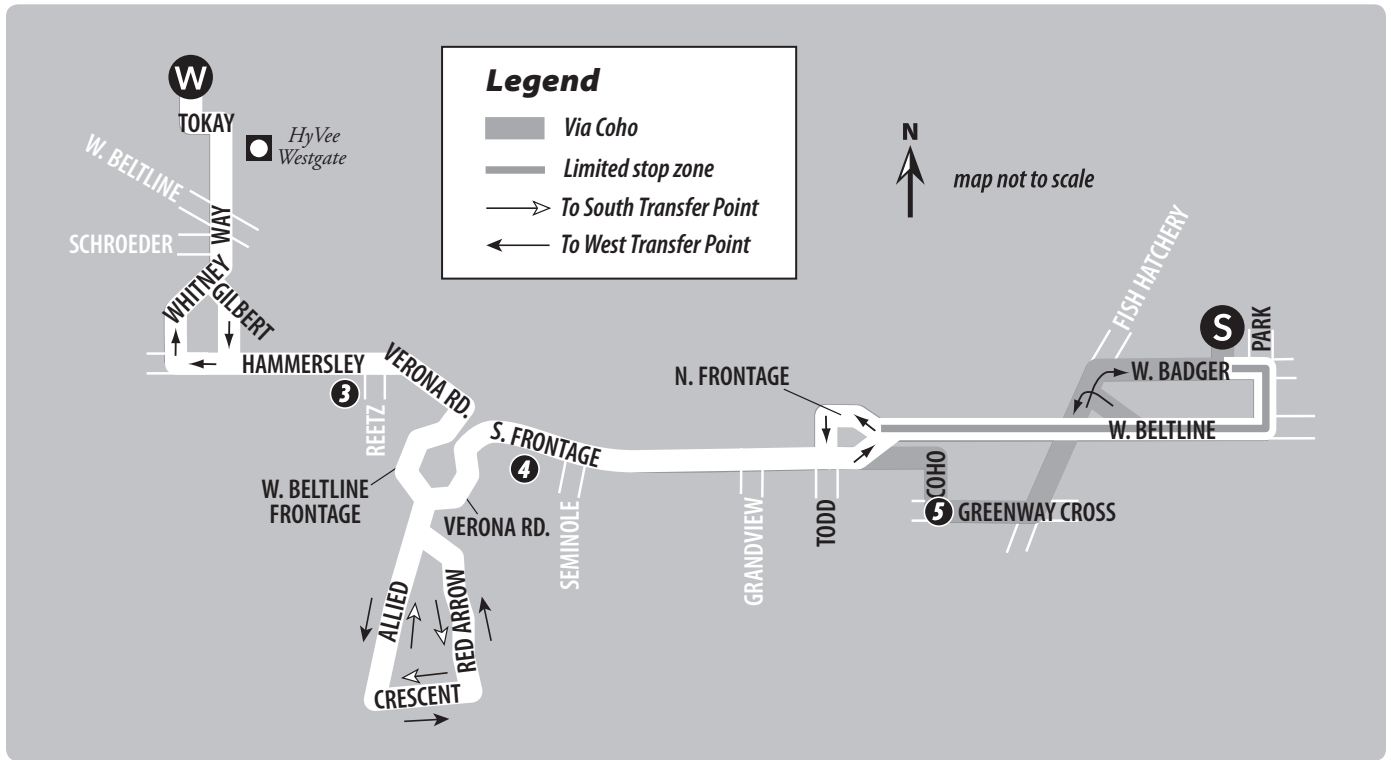 W
TOKAY
HyVee
Westgate
W. BELTLINE
WAY
SCHROEDER
WHITNEY
GILBERT
HAMMERSLEY
3
REETZ
VERONA RD.
Legend
Via Coho
Limited stop zone
To South Transfer Point
To West Transfer Point
N
map not to scale
FISH HATCHERY
S
PARK
W. BADGER
W. BELTLINE
N. FRONTAGE
S. FRONTAGE
4
W. BELTLINE
FRONTAGE
VERONA RD.
SEMINOLE
GRANDVIEW
TODD
COHO
5
GREENWAY CROSS
ALLIED
RED ARROW
CRESCENT